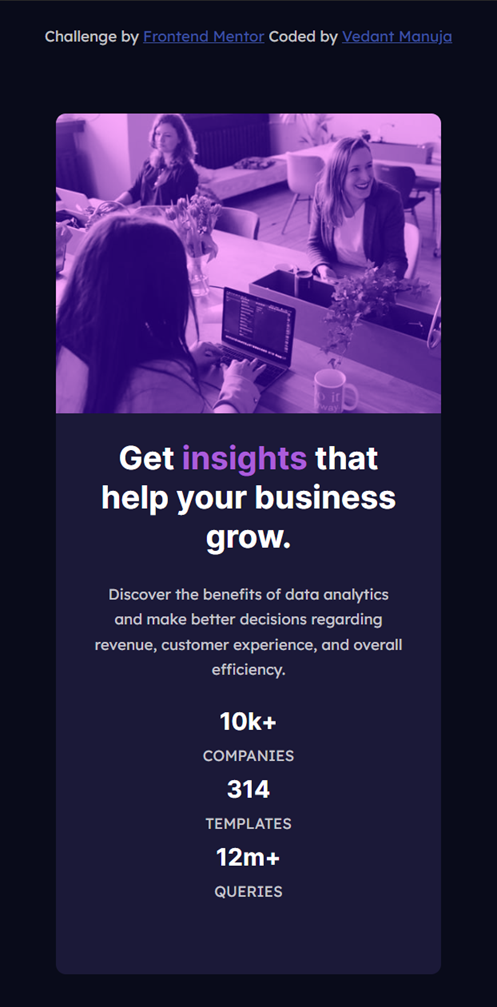 Challenge by Frontend Mentor Coded by Vedant Manuja
Get insights that
help your business
grow.
Discover the benefits of data analytics
and make better decisions regarding
revenue, customer experience, and overall
efficiency.
10k+
COMPANIES
314
TEMPLATES
12m+
QUERIES